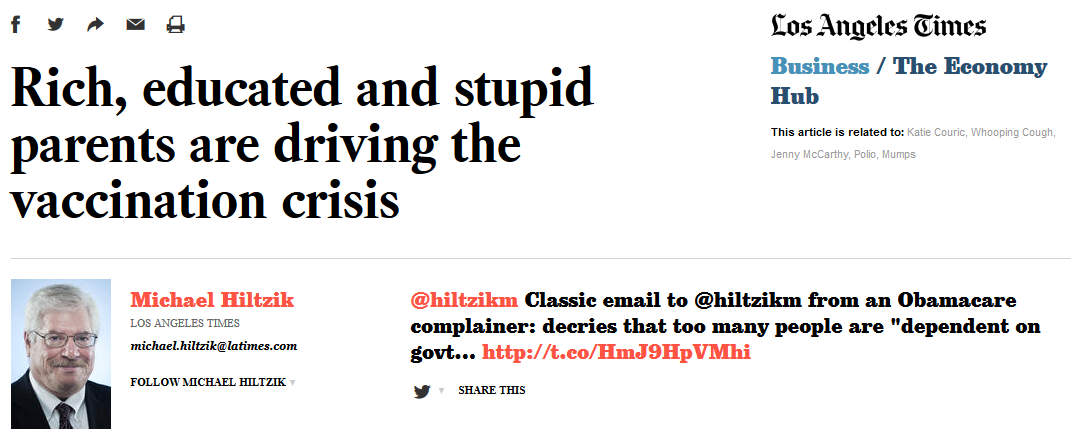 Rich, educated and stupid
parents are driving the
vaccination crisis
Los Angeles Times
Business / The Economy
Hub
This article is related to: Katie Couric, Whooping Cough,
Jenny McCarthy, Polio, Mumps
Michael Hiltzik
LOS ANGELES TIMES
michael.hiltzik@latimes.com
FOLLOW MICHAEL HILTZIK
@hiltzikm Classic email to @hiltzikm from an Obamacare
complainer: decries that too many people are "dependent on
govt... http://t.co/HmJ9HpVMhi
SHARE THIS